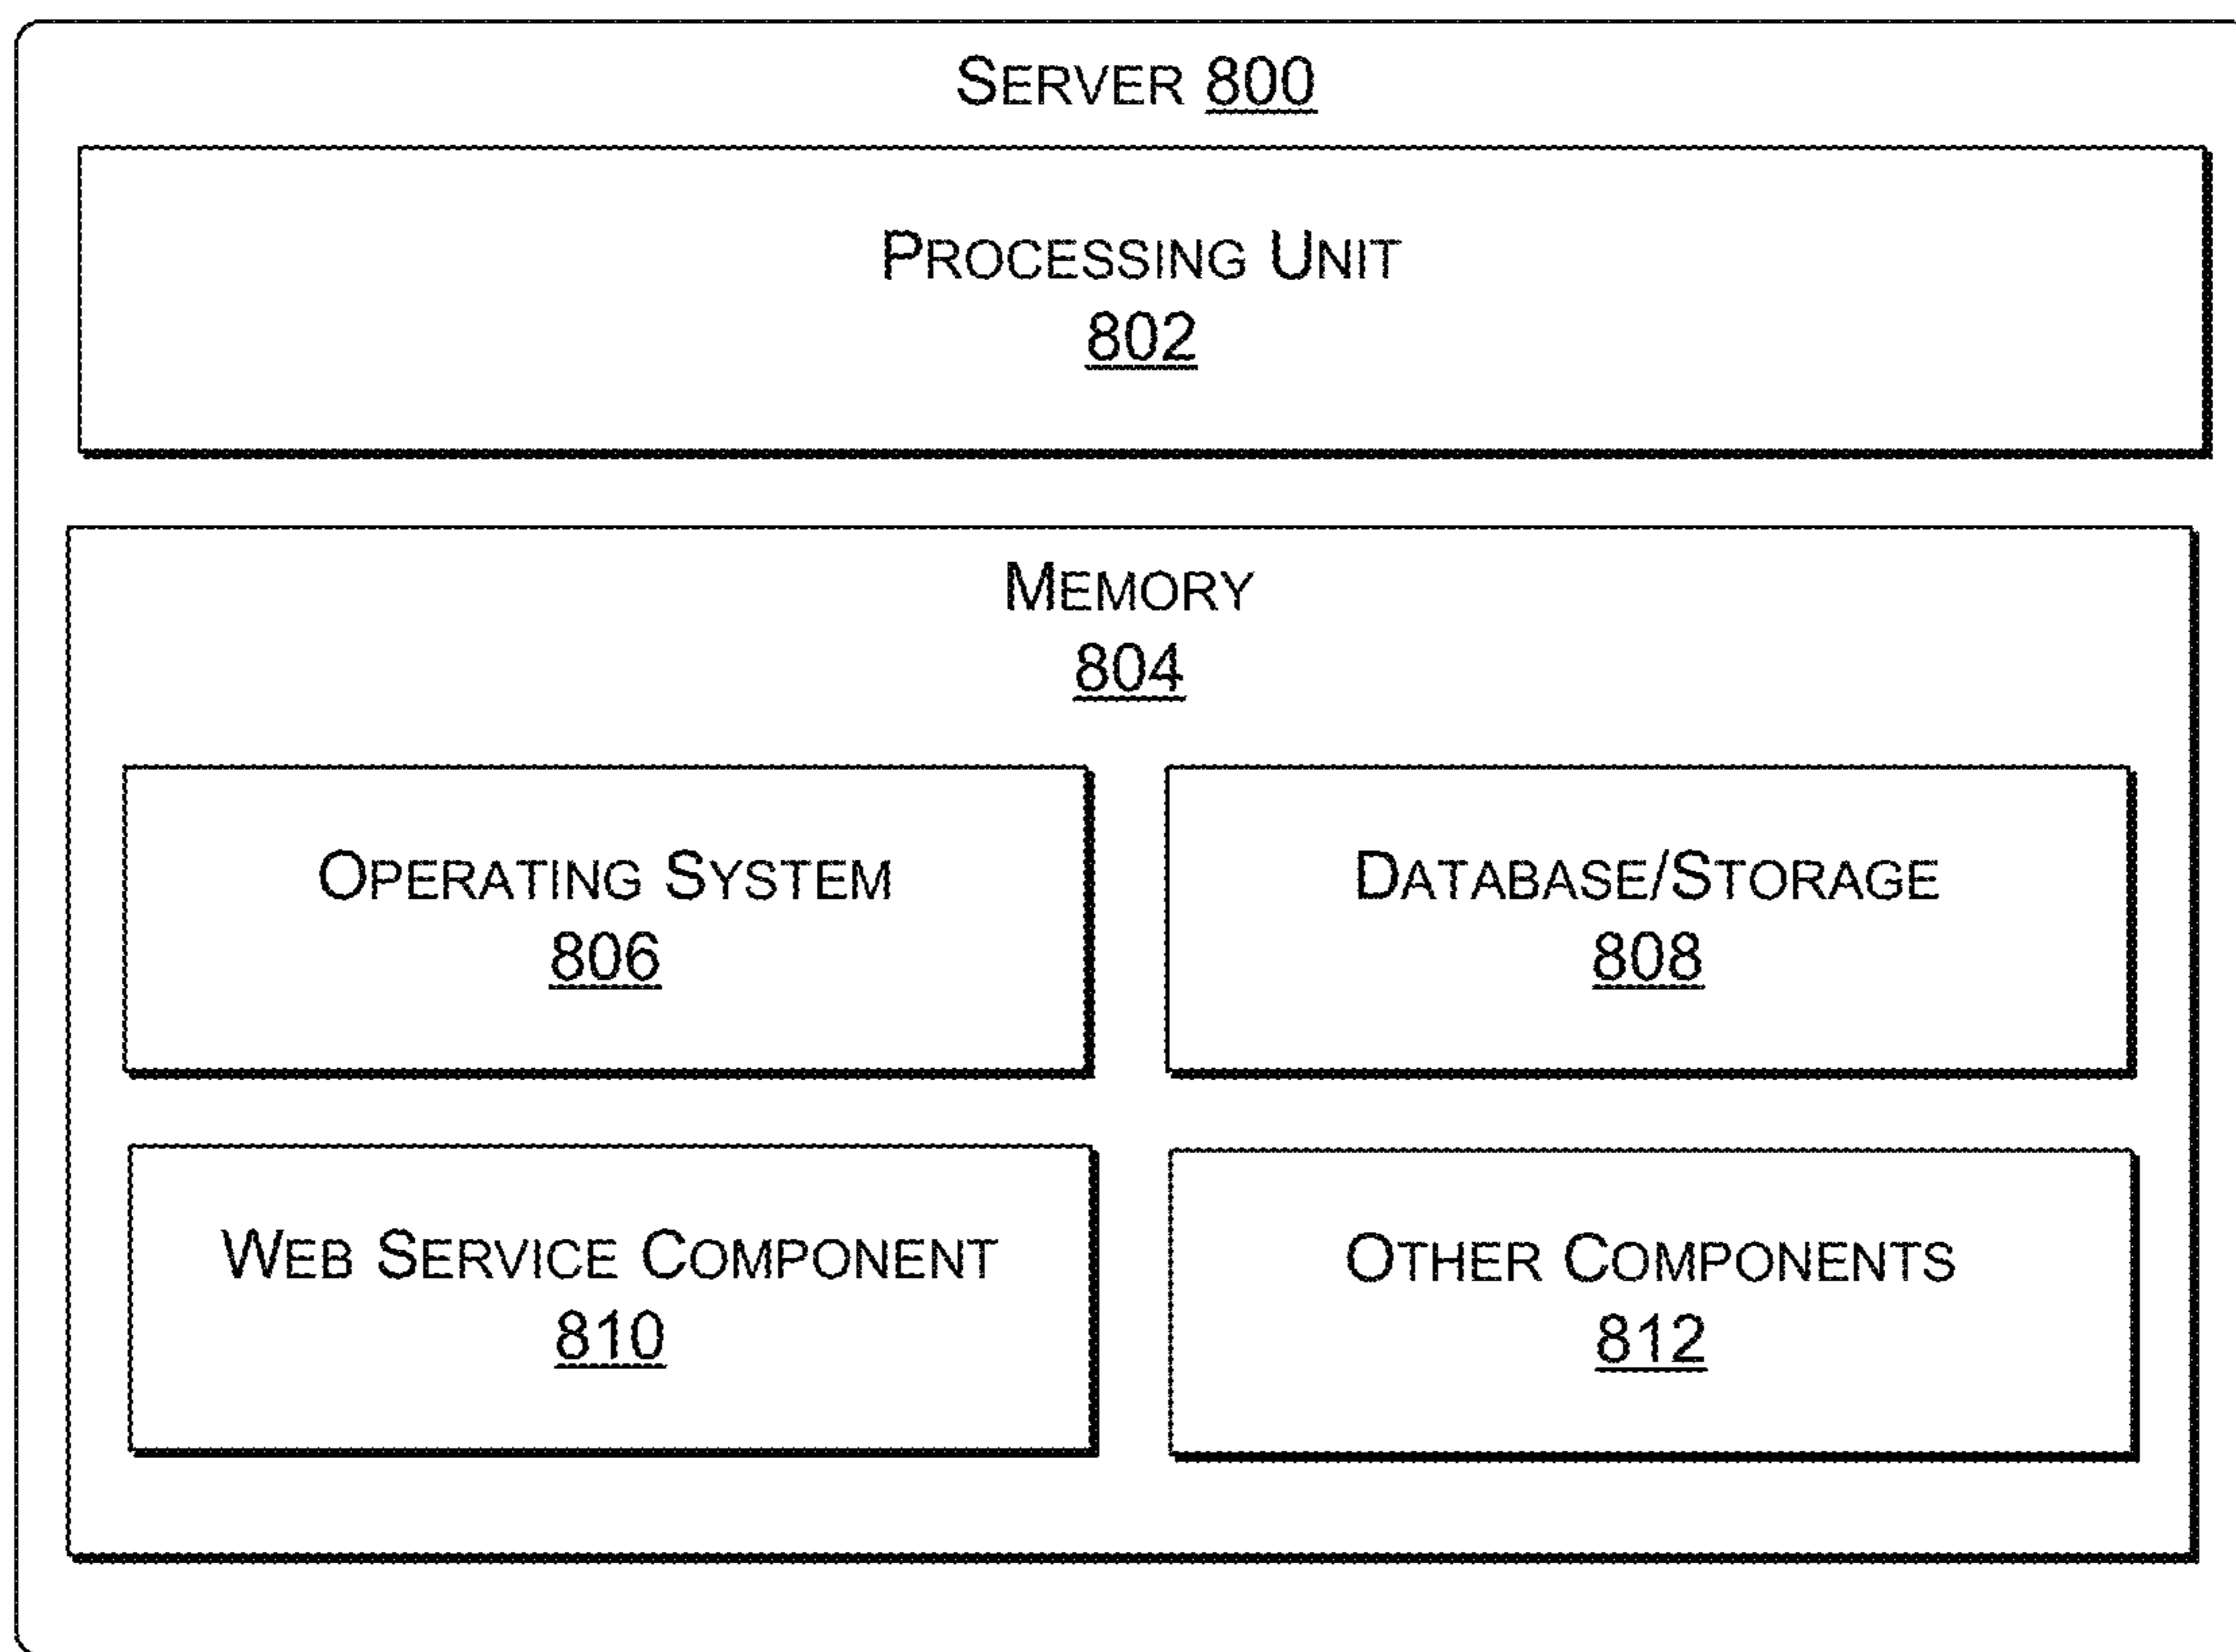 SERVER 800
PROCESSING UNIT
802
MEMORY
804
OPERATING SYSTEM
806
DATABASE/STORAGE
808
WEB SERVICE COMPONENT
810
OTHER COMPONENTS
812